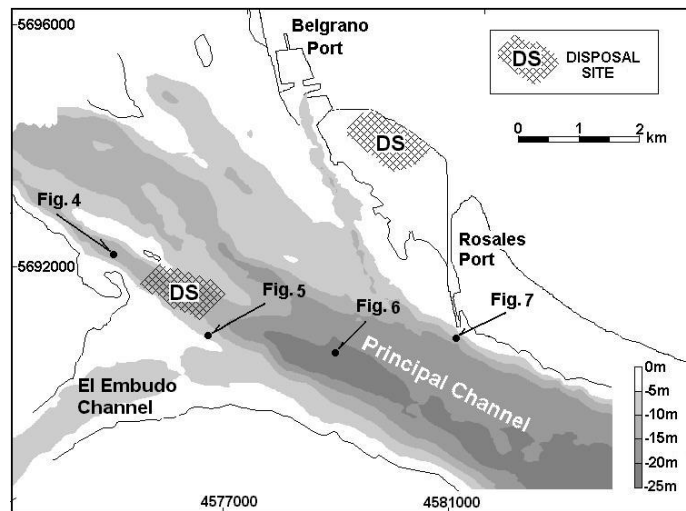 5696000
Belgrano
Port
DS
DISPOSAL
SITE
0 1 2
km
DS
Fig. 4
Rosales
Port
5692000
DS
Fig. 5
Fig. 6
Fig. 7
Principal Channel
El Embudo
Channel
0m
-5m
-10m
-15m
-20m
-25m
4577000
4581000